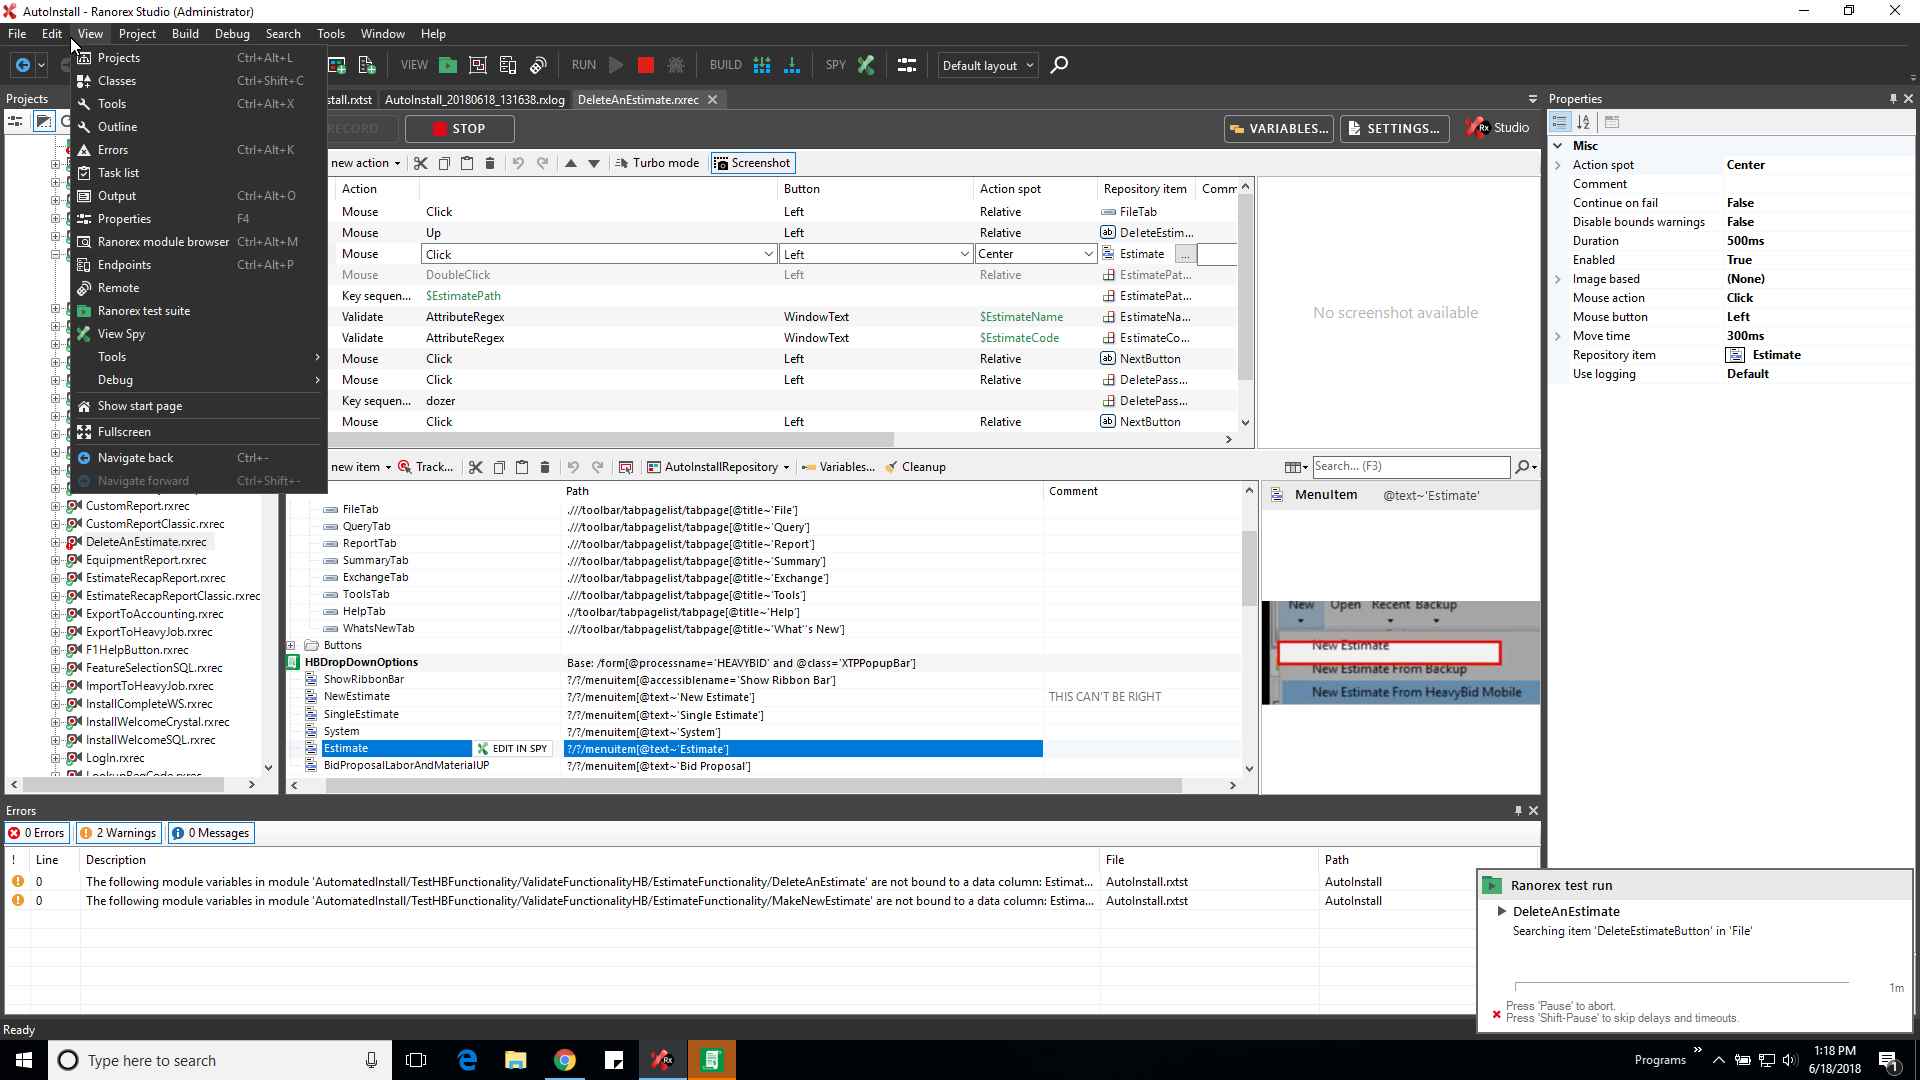 AutoInstall - Ranorex Studio (Administrator)
File Edit View Project Build Debug Search Tools Window Help
VIEW RUN BUILD SPY Default layout
Projects Ctrl+Alt+L
Classes Ctrl+Shift+C
Tools Ctrl+Alt+X
Outline
Errors Ctrl+Alt+K
Task list
Output Ctrl+Alt+O
Properties F4
Ranorex module browser Ctrl+Alt+M
Endpoints Ctrl+Alt+P
Remote
Ranorex test suite
View Spy
Tools
Debug
Show start page
Fullscreen
Navigate back Ctrl+-
Navigate forward Ctrl+Shift+-
Projects
CustomReport.rxrec
CustomReportClassic.rxrec
DeleteAnEstimate.rxrec
EquipmentReport.rxrec
EstimateRecapReport.rxrec
EstimateRecapReportClassic.rxrec
ExportToAccounting.rxrec
ExportToHeavyJob.rxrec
F1HelpButton.rxrec
FeatureSelectionSQL.rxrec
ImportToHeavyJob.rxrec
InstallCompleteWS.rxrec
InstallWelcomeCrystal.rxrec
InstallWelcomeSQL.rxrec
LogIn.rxrec
LookupRegCode.rxrec
stall.rxtst AutoInstall_20180618_131638.rxlog DeleteAnEstimate.rxrec
RECORD STOP VARIABLES... SETTINGS... Rx Studio
new action Turbo mode Screenshot
Action Button Action spot Repository item Comm
Mouse Click Left Relative FileTab
Mouse Up Left Relative DeleteEstim...
Mouse Click Left Center Estimate ...
Mouse DoubleClick Left Relative EstimatePat...
Key sequen... $EstimatePath EstimatePat...
Validate AttributeRegex WindowText $EstimateName EstimateNa...
Validate AttributeRegex WindowText $EstimateCode EstimateCo...
Mouse Click Left Relative NextButton
Mouse Click Left Relative DeletePass...
Key sequen... dozer DeletePass...
Mouse Click Left Relative NextButton
No screenshot available
new item Track... AutoInstallRepository Variables... Cleanup Search... (F3)
Path Comment
FileTab .///toolbar/tabpagelist/tabpage[@title~'File']
QueryTab .///toolbar/tabpagelist/tabpage[@title~'Query']
ReportTab .///toolbar/tabpagelist/tabpage[@title~'Report']
SummaryTab .///toolbar/tabpagelist/tabpage[@title~'Summary']
ExchangeTab .///toolbar/tabpagelist/tabpage[@title~'Exchange']
ToolsTab .///toolbar/tabpagelist/tabpage[@title~'Tools']
HelpTab .//toolbar/tabpagelist/tabpage[@title~'Help']
WhatsNewTab .///toolbar/tabpagelist/tabpage[@title~'What''s New']
Buttons
HBDropDownOptions Base: /form[@processname='HEAVYBID' and @class='XTPPopupBar']
ShowRibbonBar ?/?/menuitem[@accessiblename='Show Ribbon Bar']
NewEstimate ?/?/menuitem[@text~'New Estimate'] THIS CAN'T BE RIGHT
SingleEstimate ?/?/menuitem[@text~'Single Estimate']
System ?/?/menuitem[@text~'System']
Estimate EDIT IN SPY ?/?/menuitem[@text~'Estimate']
BidProposalLaborAndMaterialUP ?/?/menuitem[@text~'Bid Proposal']
MenuItem @text~'Estimate'
New Open Recent Backup
New Estimate
New Estimate From Backup
New Estimate From HeavyBid Mobile
Properties
Misc
Action spot Center
Comment
Continue on fail False
Disable bounds warnings False
Duration 500ms
Enabled True
Image based (None)
Mouse action Click
Mouse button Left
Move time 300ms
Repository item Estimate
Use logging Default
Errors
0 Errors 2 Warnings 0 Messages
! Line Description File Path
0 The following module variables in module 'AutomatedInstall/TestHBFunctionality/ValidateFunctionalityHB/EstimateFunctionality/DeleteAnEstimate' are not bound to a data column: Estimat... AutoInstall.rxtst AutoInstall
0 The following module variables in module 'AutomatedInstall/TestHBFunctionality/ValidateFunctionalityHB/EstimateFunctionality/MakeNewEstimate' are not bound to a data column: Estima... AutoInstall.rxtst AutoInstall
Ranorex test run
DeleteAnEstimate
Searching item 'DeleteEstimateButton' in 'File'
1m
Press 'Pause' to abort.
Press 'Shift-Pause' to skip delays and timeouts.
Ready
Type here to search
Programs
1:18 PM
6/18/2018
1